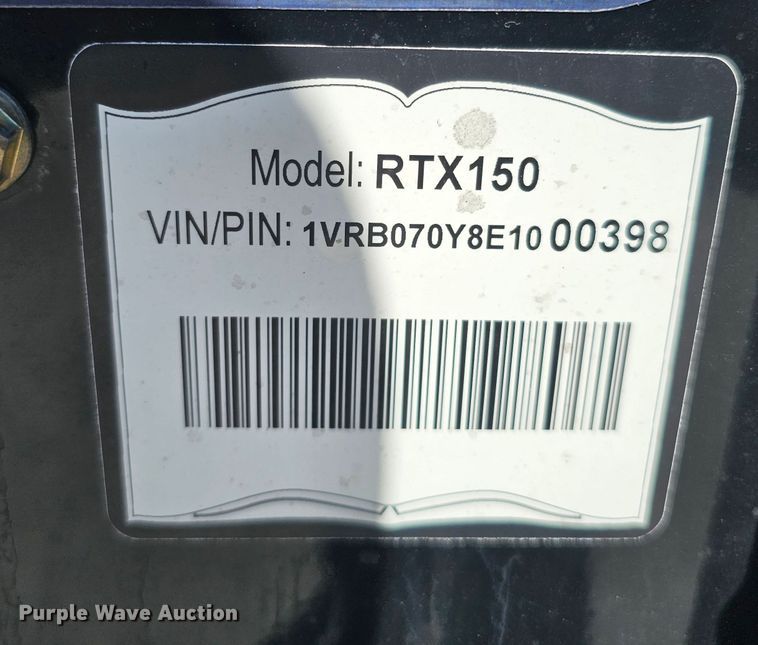 Model: RTX150
VIN/PIN: 1VRB070Y8E1000398
Purple Wave Auction